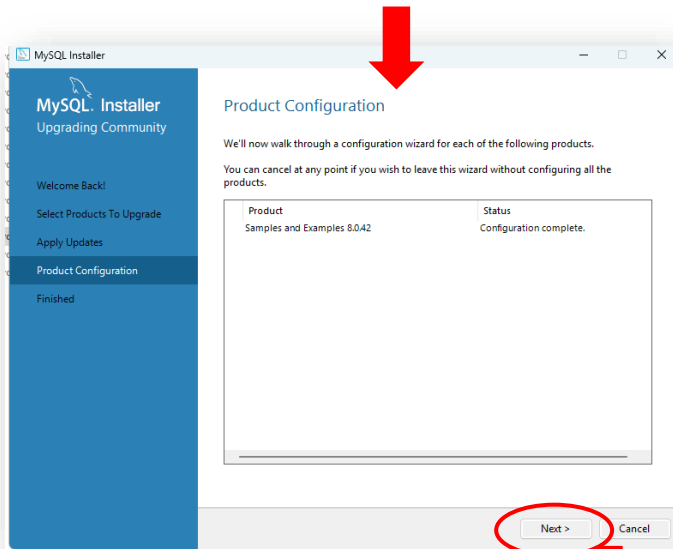 MySQL Installer
MySQL. Installer
Upgrading Community
Welcome Back!
Select Products To Upgrade
Apply Updates
Product Configuration
Finished
Product Configuration
We'll now walk through a configuration wizard for each of the following products.
You can cancel at any point if you wish to leave this wizard without configuring all the
products.
Product Status
Samples and Examples 8.0.42 Configuration complete.
Next > Cancel